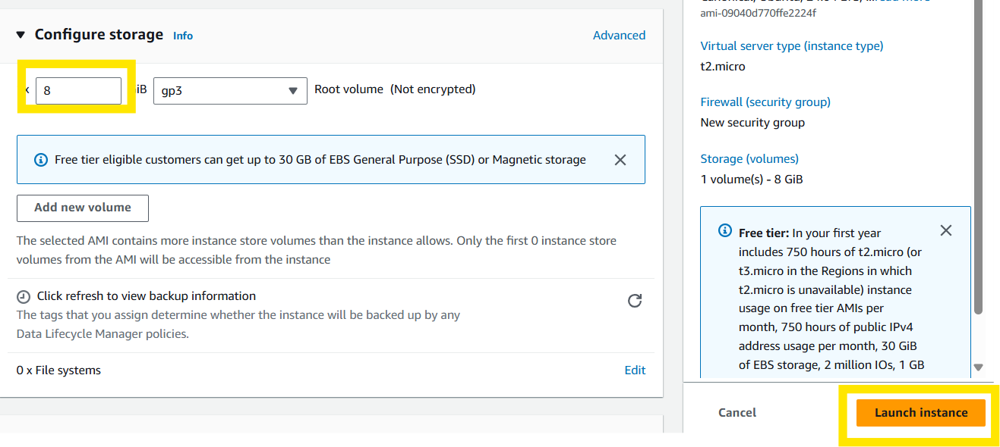 Configure storage Info
Advanced
x 8 iB gp3 Root volume (Not encrypted)
Free tier eligible customers can get up to 30 GB of EBS General Purpose (SSD) or Magnetic storage
Add new volume
The selected AMI contains more instance store volumes than the instance allows. Only the first 0 instance store
volumes from the AMI will be accessible from the instance
Click refresh to view backup information
The tags that you assign determine whether the instance will be backed up by any
Data Lifecycle Manager policies.
0 x File systems
Edit
ami-09040d770ffe2224f
Virtual server type (instance type)
t2.micro
Firewall (security group)
New security group
Storage (volumes)
1 volume(s) - 8 GiB
Free tier: In your first year
includes 750 hours of t2.micro (or
t3.micro in the Regions in which
t2.micro is unavailable) instance
usage on free tier AMIs per
month, 750 hours of public IPv4
address usage per month, 30 GiB
of EBS storage, 2 million IOs, 1 GB
Cancel
Launch instance